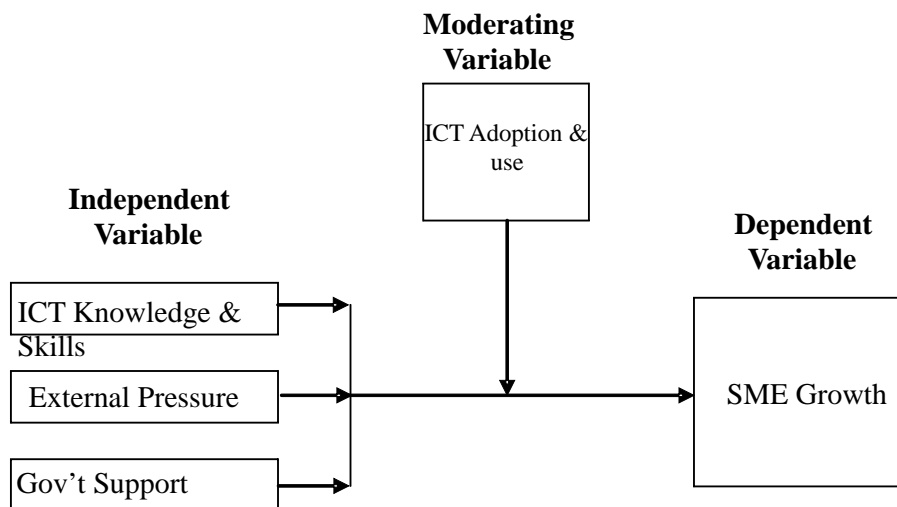 Moderating
Variable
ICT Adoption &
use
Independent
Variable
Dependent
Variable
ICT Knowledge &
Skills
External Pressure
SME Growth
Gov’t Support